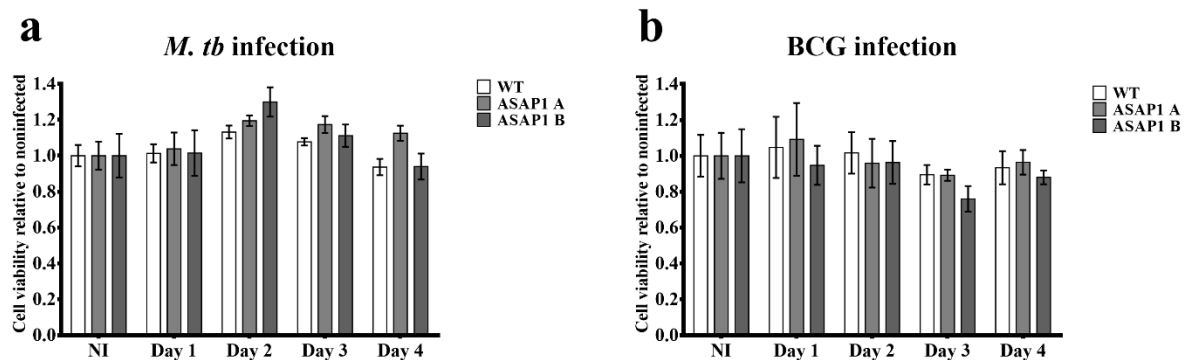 a
M. tb infection
Cell viability relative to noninfected
1.4
1.2
1.0
0.8
0.6
0.4
0.2
0.0
NI Day 1 Day 2 Day 3 Day 4
WT
ASAP1 A
ASAP1 B
b
BCG infection
Cell viability relative to noninfected
1.4
1.2
1.0
0.8
0.6
0.4
0.2
0.0
NI Day 1 Day 2 Day 3 Day 4
WT
ASAP1 A
ASAP1 B